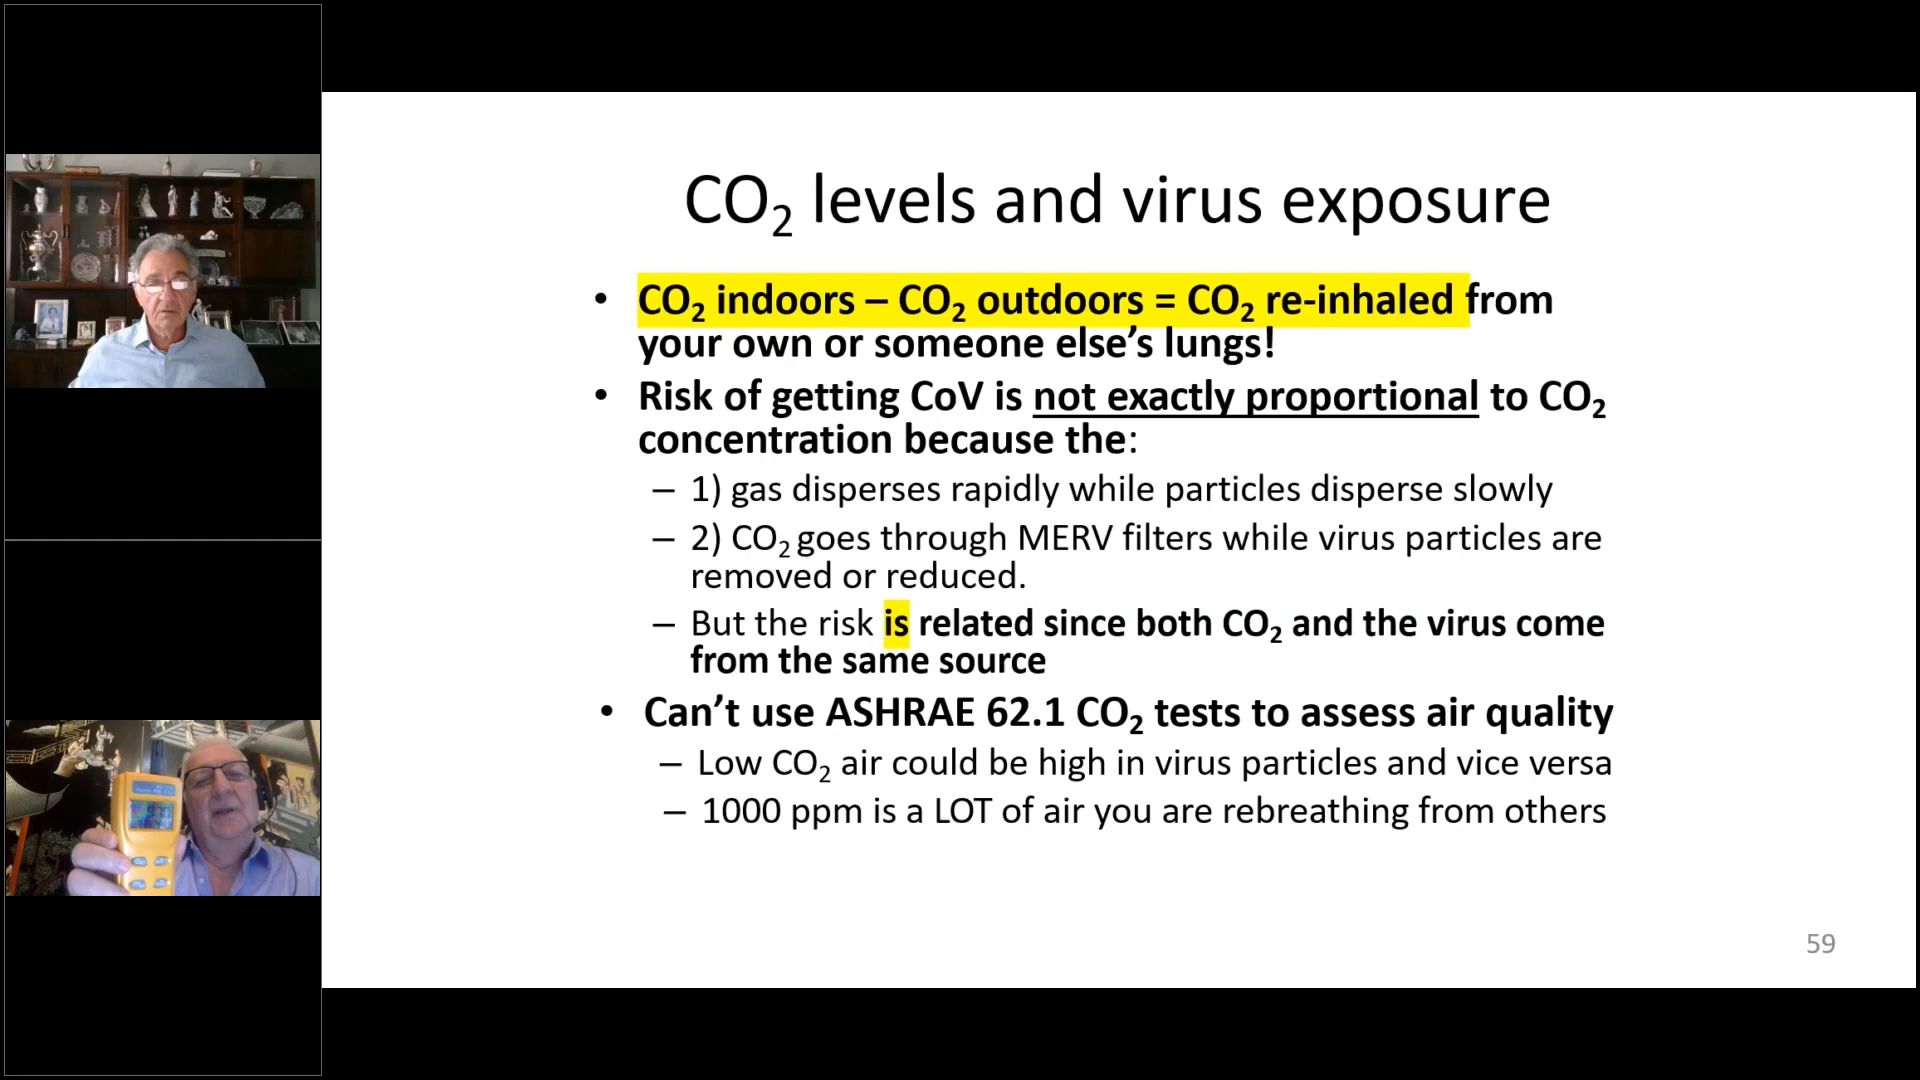 CO₂ levels and virus exposure
• CO₂ indoors – CO₂ outdoors = CO₂ re-inhaled from
your own or someone else’s lungs!
• Risk of getting CoV is not exactly proportional to CO₂
concentration because the:
– 1) gas disperses rapidly while particles disperse slowly
– 2) CO₂ goes through MERV filters while virus particles are
removed or reduced.
– But the risk is related since both CO₂ and the virus come
from the same source
• Can’t use ASHRAE 62.1 CO₂ tests to assess air quality
– Low CO₂ air could be high in virus particles and vice versa
– 1000 ppm is a LOT of air you are rebreathing from others
59